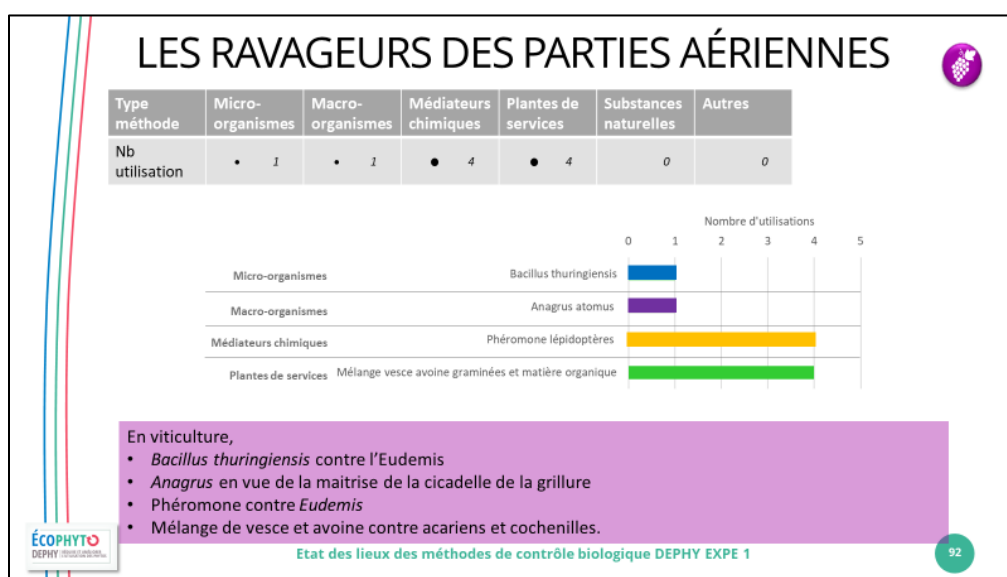 LES RAVAGEURS DES PARTIES AÉRIENNES
Type méthode Micro-organismes Macro-organismes Médiateurs chimiques Plantes de services Substances naturelles Autres
Nb utilisation • 1 • 1 • 4 • 4 0 0
Nombre d'utilisations
0 1 2 3 4 5
Micro-organismes Bacillus thuringiensis
Macro-organismes Anagrus atomus
Médiateurs chimiques Phéromone lépidoptères
Plantes de services Mélange vesce avoine graminées et matière organique
En viticulture,
• Bacillus thuringiensis contre l'Eudemis
• Anagrus en vue de la maitrise de la cicadelle de la grillure
• Phéromone contre Eudemis
• Mélange de vesce et avoine contre acariens et cochenilles.
ÉCOPHYTO
DEPHY
Etat des lieux des méthodes de contrôle biologique DEPHY EXPE 1
92